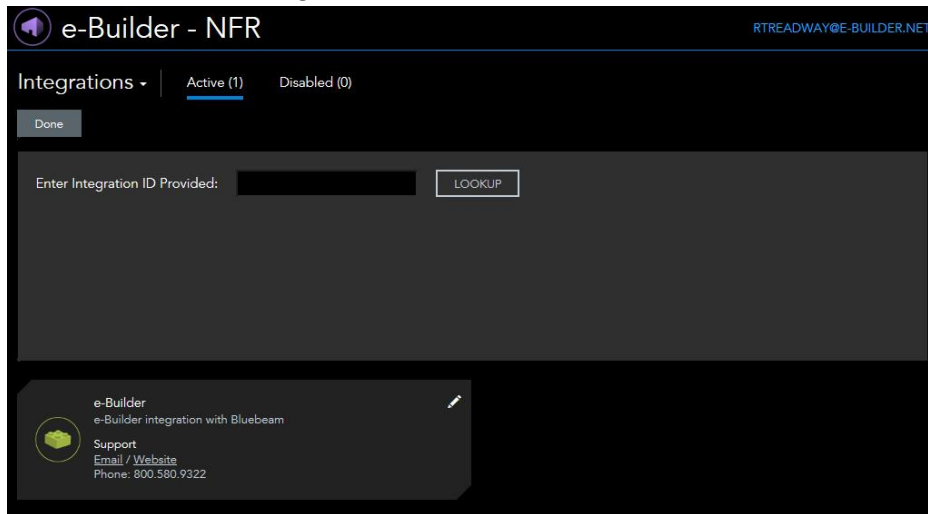 e-Builder - NFR
RTREADWAY@E-BUILDER.NET
Integrations Active (1) Disabled (0)
Done
Enter Integration ID Provided: LOOKUP
e-Builder
e-Builder integration with Bluebeam
Support
Email / Website
Phone: 800.580.9322